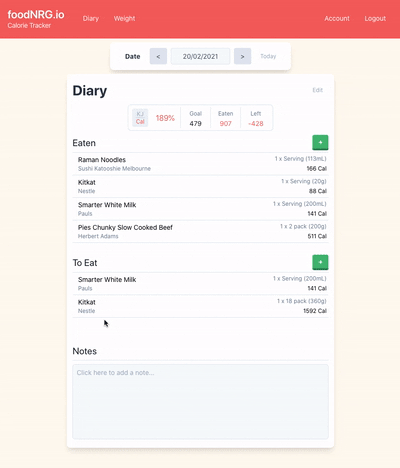 foodNRG.io
Calorie Tracker
Diary Weight Account Logout
Date < 20/02/2021 > Today
Diary Edit
KJ
Cal
189%
Goal Eaten Left
479 907 -428
Eaten +
Raman Noodles 1 x Serving (113mL)
Sushi Katooshie Melbourne 166 Cal
Kitkat 1 x Serving (20g)
Nestle 88 Cal
Smarter White Milk 1 x Serving (200mL)
Pauls 141 Cal
Pies Chunky Slow Cooked Beef 1 x 2 pack (200g)
Herbert Adams 511 Cal
To Eat +
Smarter White Milk 1 x Serving (200mL)
Pauls 141 Cal
Kitkat 1 x 18 pack (360g)
Nestle 1592 Cal
Notes
Click here to add a note...